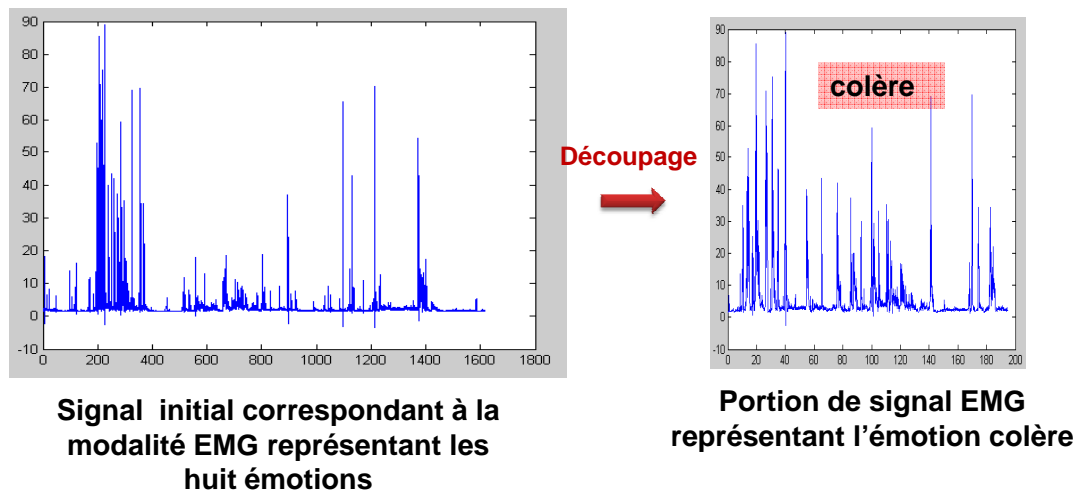 90
80
70
60
50
40
30
20
10
0
-10
0 200 400 600 800 1000 1200 1400 1600 1800
Signal initial correspondant à la
modalité EMG représentant les
huit émotions
Découpage
90
80
70
60
50
40
30
20
10
0
-10
0 20 40 60 80 100 120 140 160 180 200
colère
Portion de signal EMG
représentant l’émotion colère